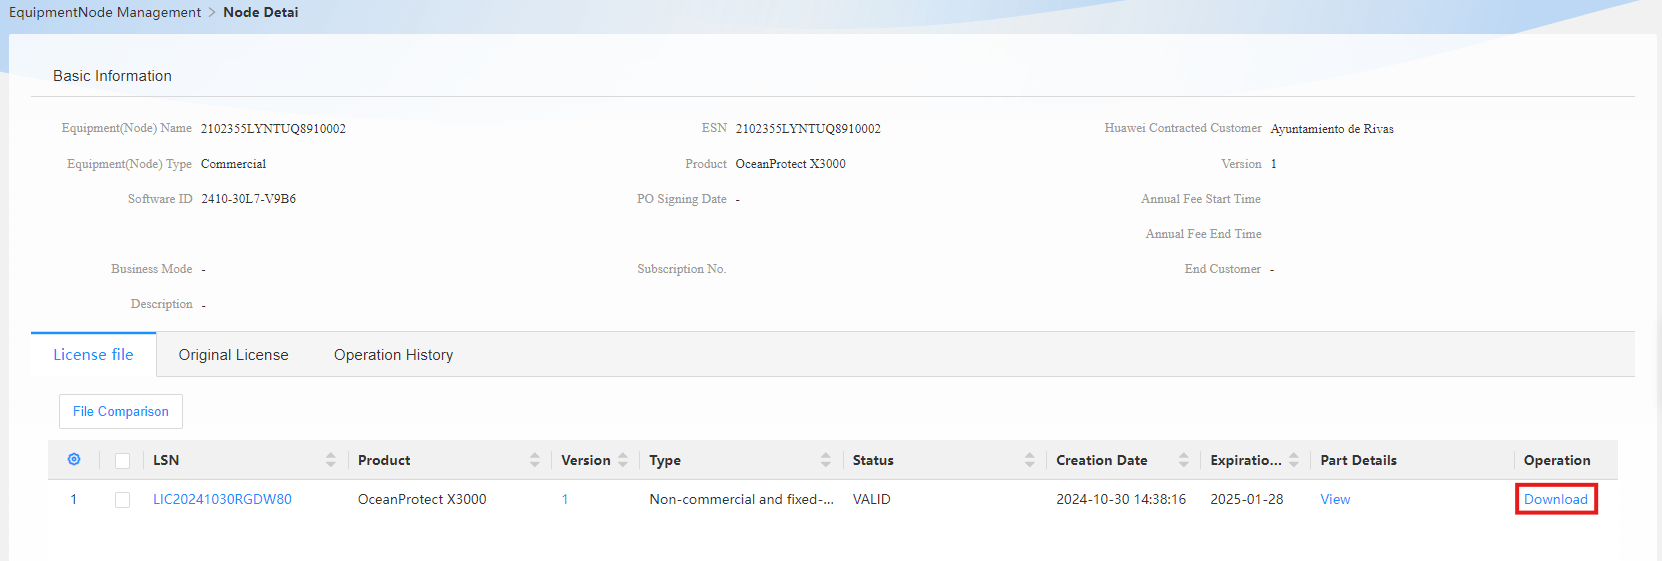 EquipmentNode Management > Node Detai
Basic Information
Equipment(Node) Name 2102355LYNTUQ8910002 ESN 2102355LYNTUQ8910002 Huawei Contracted Customer Ayuntamiento de Rivas
Equipment(Node) Type Commercial Product OceanProtect X3000 Version 1
Software ID 2410-30L7-V9B6 PO Signing Date - Annual Fee Start Time
Annual Fee End Time
Business Mode - Subscription No. End Customer -
Description -
License file Original License Operation History
File Comparison
LSN Product Version Type Status Creation Date Expiratio... Part Details Operation
1 LIC20241030RGDW80 OceanProtect X3000 1 Non-commercial and fixed-... VALID 2024-10-30 14:38:16 2025-01-28 View Download